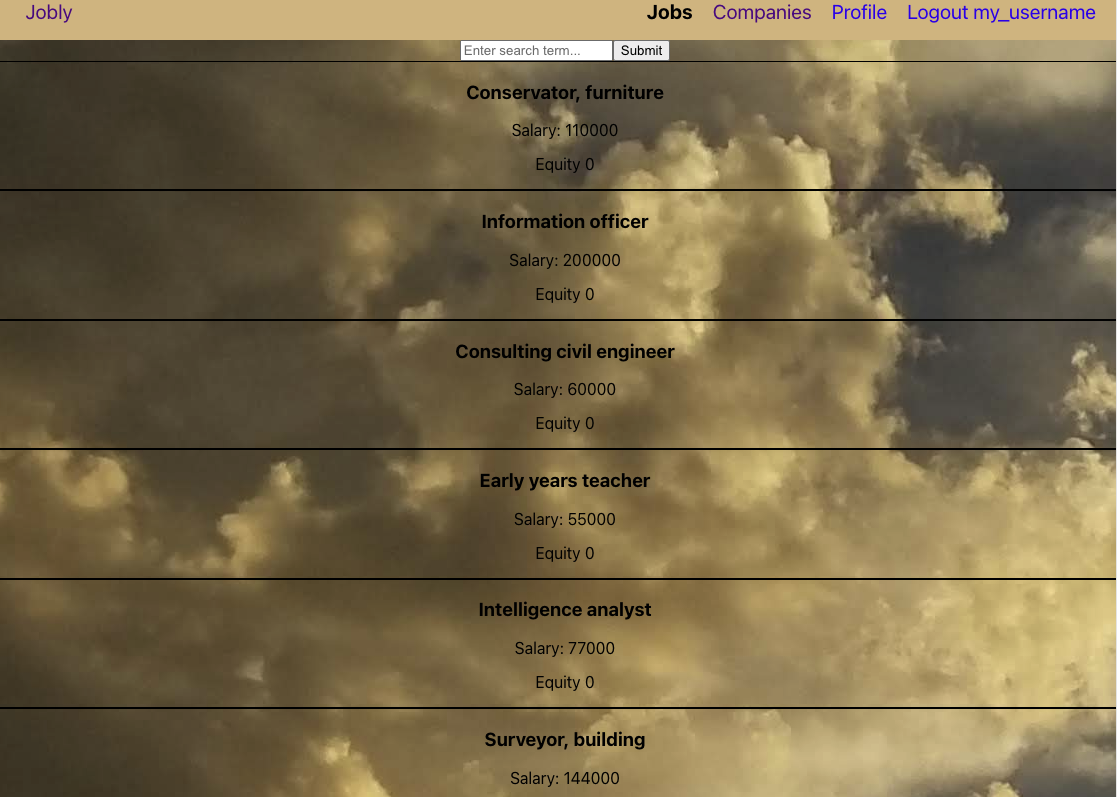 Jobly Jobs Companies Profile Logout my_username
Enter search term... Submit
Conservator, furniture
Salary: 110000
Equity 0
Information officer
Salary: 200000
Equity 0
Consulting civil engineer
Salary: 60000
Equity 0
Early years teacher
Salary: 55000
Equity 0
Intelligence analyst
Salary: 77000
Equity 0
Surveyor, building
Salary: 144000